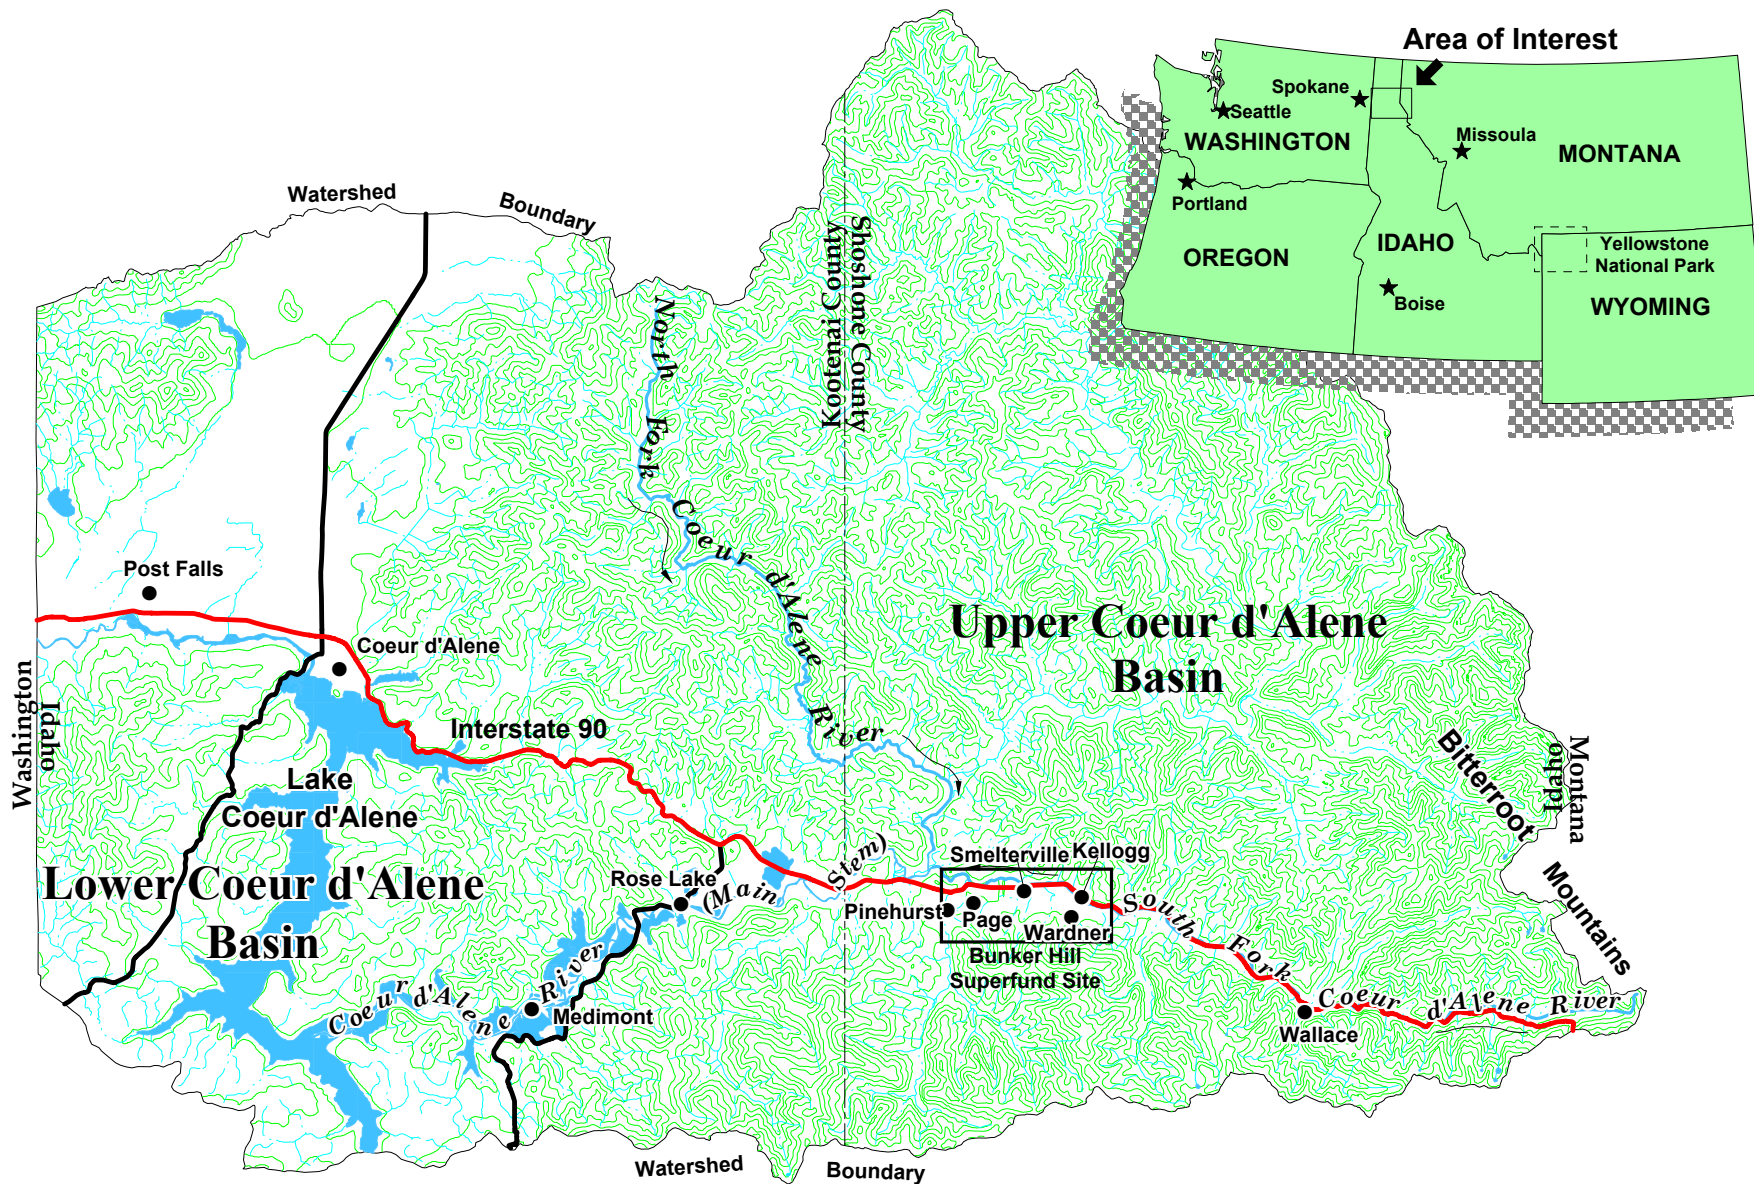 Area of Interest
Spokane
Seattle
WASHINGTON
Missoula
MONTANA
Portland
OREGON
IDAHO
Yellowstone
National Park
Boise
WYOMING
Watershed
Boundary
Kootenai County
Shoshone County
North Fork Coeur d'Alene River
Post Falls
Coeur d'Alene
Upper Coeur d'Alene
Basin
Washington
Idaho
Interstate 90
Lake
Coeur d'Alene
Bitterroot
Mountains
Idaho
Montana
Lower Coeur d'Alene
Basin
Rose Lake
(Main Stem)
Smelterville
Kellogg
Pinehurst
Page
Wardner
Bunker Hill
Superfund Site
South Fork Coeur d'Alene River
Coeur d'Alene River
Medimont
Wallace
Watershed
Boundary